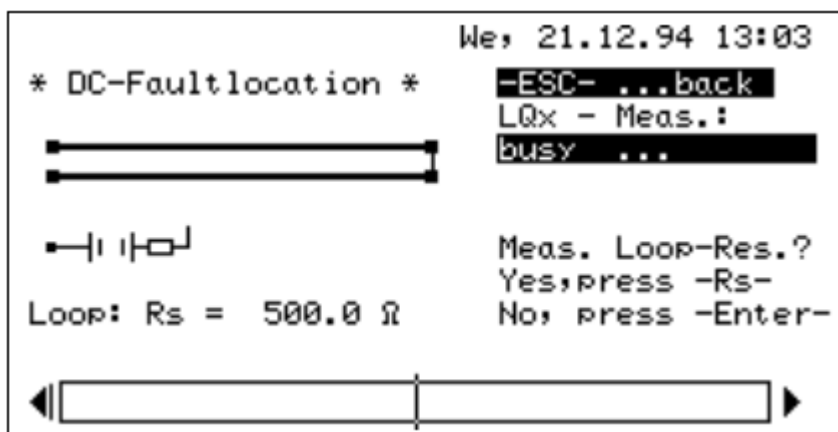 We, 21.12.94 13:03
* DC-Faultlocation *
-ESC- ...back
LQx - Meas.:
busy ...
Meas. Loop-Res.?
Yes,press -Rs-
No, press -Enter-
Loop: Rs = 500.0 Ω